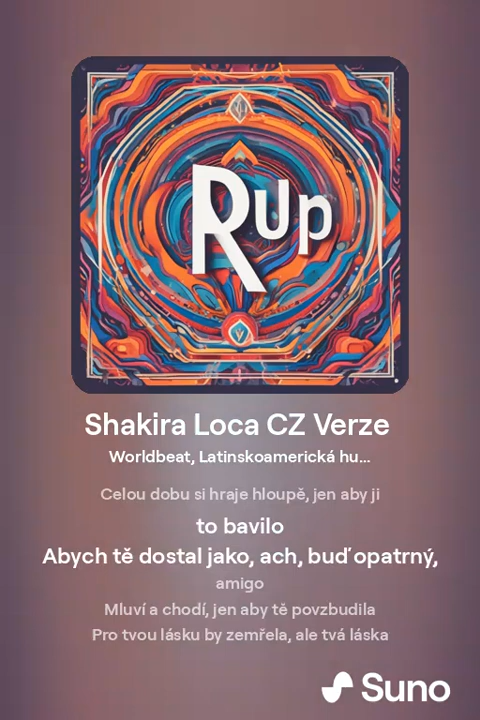 Rup
Shakira Loca CZ Verze
Worldbeat, Latinskoamerická hu...
Celou dobu si hraje hloupě, jen aby ji
to bavilo
Abych tě dostal jako, ach, buď opatrný,
amigo
Mluví a chodí, jen aby tě povzbudila
Pro tvou lásku by zemřela, ale tvá láska
Suno